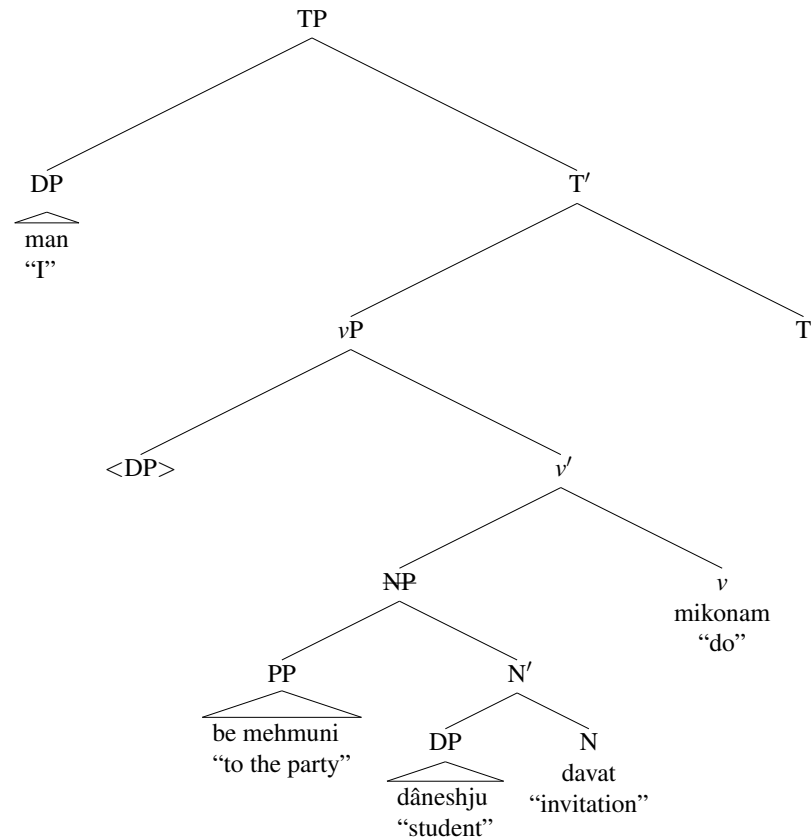 TP
DP T′
man
“I”
vP T
<DP> v′
NP v
mikonam
“do”
PP N′
be mehmuni
“to the party”
DP N
dâneshju davat
“student” “invitation”